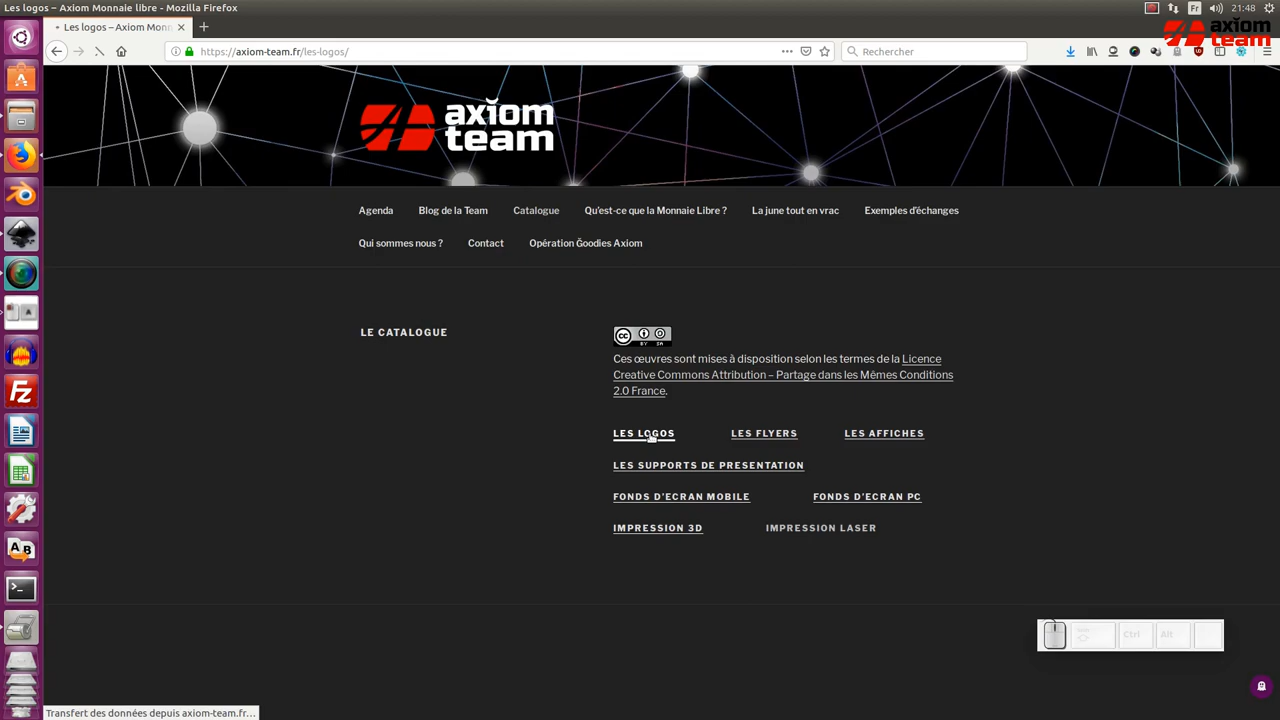 Les logos – Axiom Monnaie libre - Mozilla Firefox
Fr
21:48
Les logos – Axiom Monn
https://axiom-team.fr/les-logos/
Rechercher
axiom
team
axiom
team
Agenda
Blog de la Team
Catalogue
Qu'est-ce que la Monnaie Libre ?
La june tout en vrac
Exemples d'échanges
Qui sommes nous ?
Contact
Opération Ğoodies Axiom
LE CATALOGUE
CC
BY SA
Ces œuvres sont mises à disposition selon les termes de la Licence
Creative Commons Attribution – Partage dans les Mêmes Conditions
2.0 France.
LES LOGOS
LES FLYERS
LES AFFICHES
LES SUPPORTS DE PRESENTATION
FONDS D'ECRAN MOBILE
FONDS D'ECRAN PC
IMPRESSION 3D
IMPRESSION LASER
Ctrl
Alt
Transfert des données depuis axiom-team.fr…